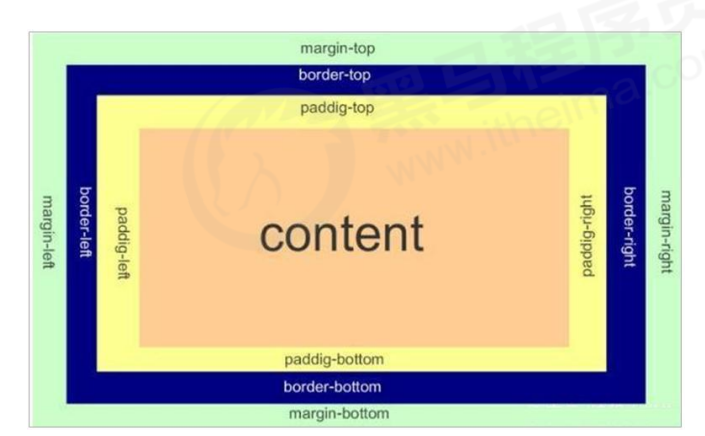 黑马程序员
www.itheima.com
margin-top
border-top
paddig-top
margin-left
border-left
paddig-left
content
paddig-right
border-right
margin-right
paddig-bottom
border-bottom
margin-bottom